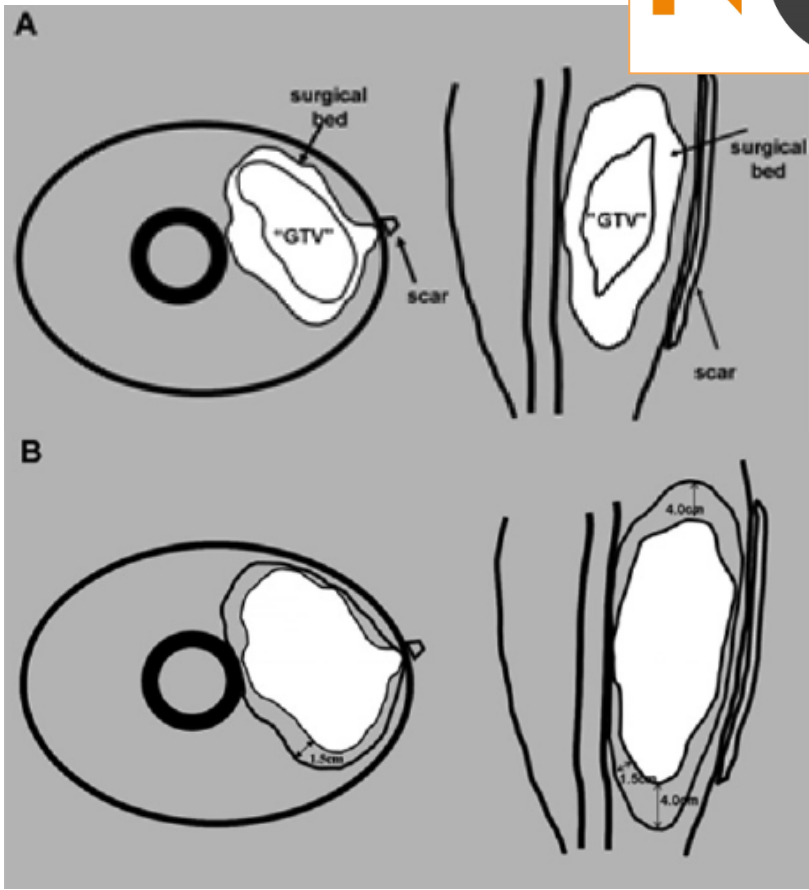 A
surgical
bed
"GTV"
scar
surgical
bed
"GTV"
scar
B
1.5cm
4.0cm
1.5cm
4.0cm